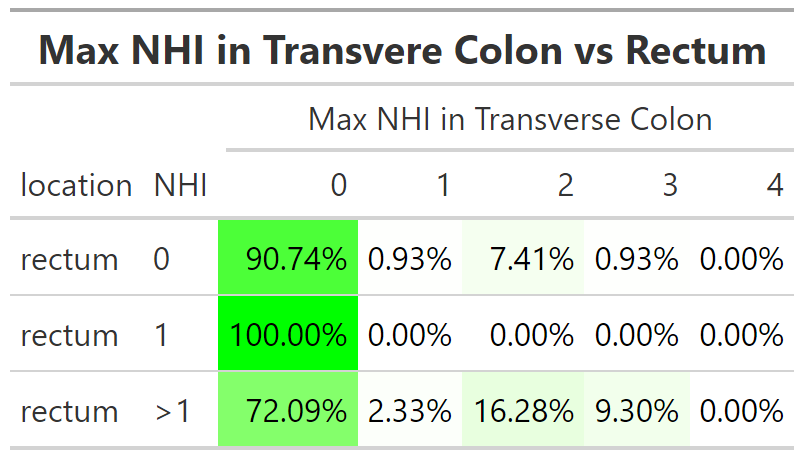 Max NHI in Transvere Colon vs Rectum
Max NHI in Transverse Colon
location NHI 0 1 2 3 4
rectum 0 90.74% 0.93% 7.41% 0.93% 0.00%
rectum 1 100.00% 0.00% 0.00% 0.00% 0.00%
rectum >1 72.09% 2.33% 16.28% 9.30% 0.00%